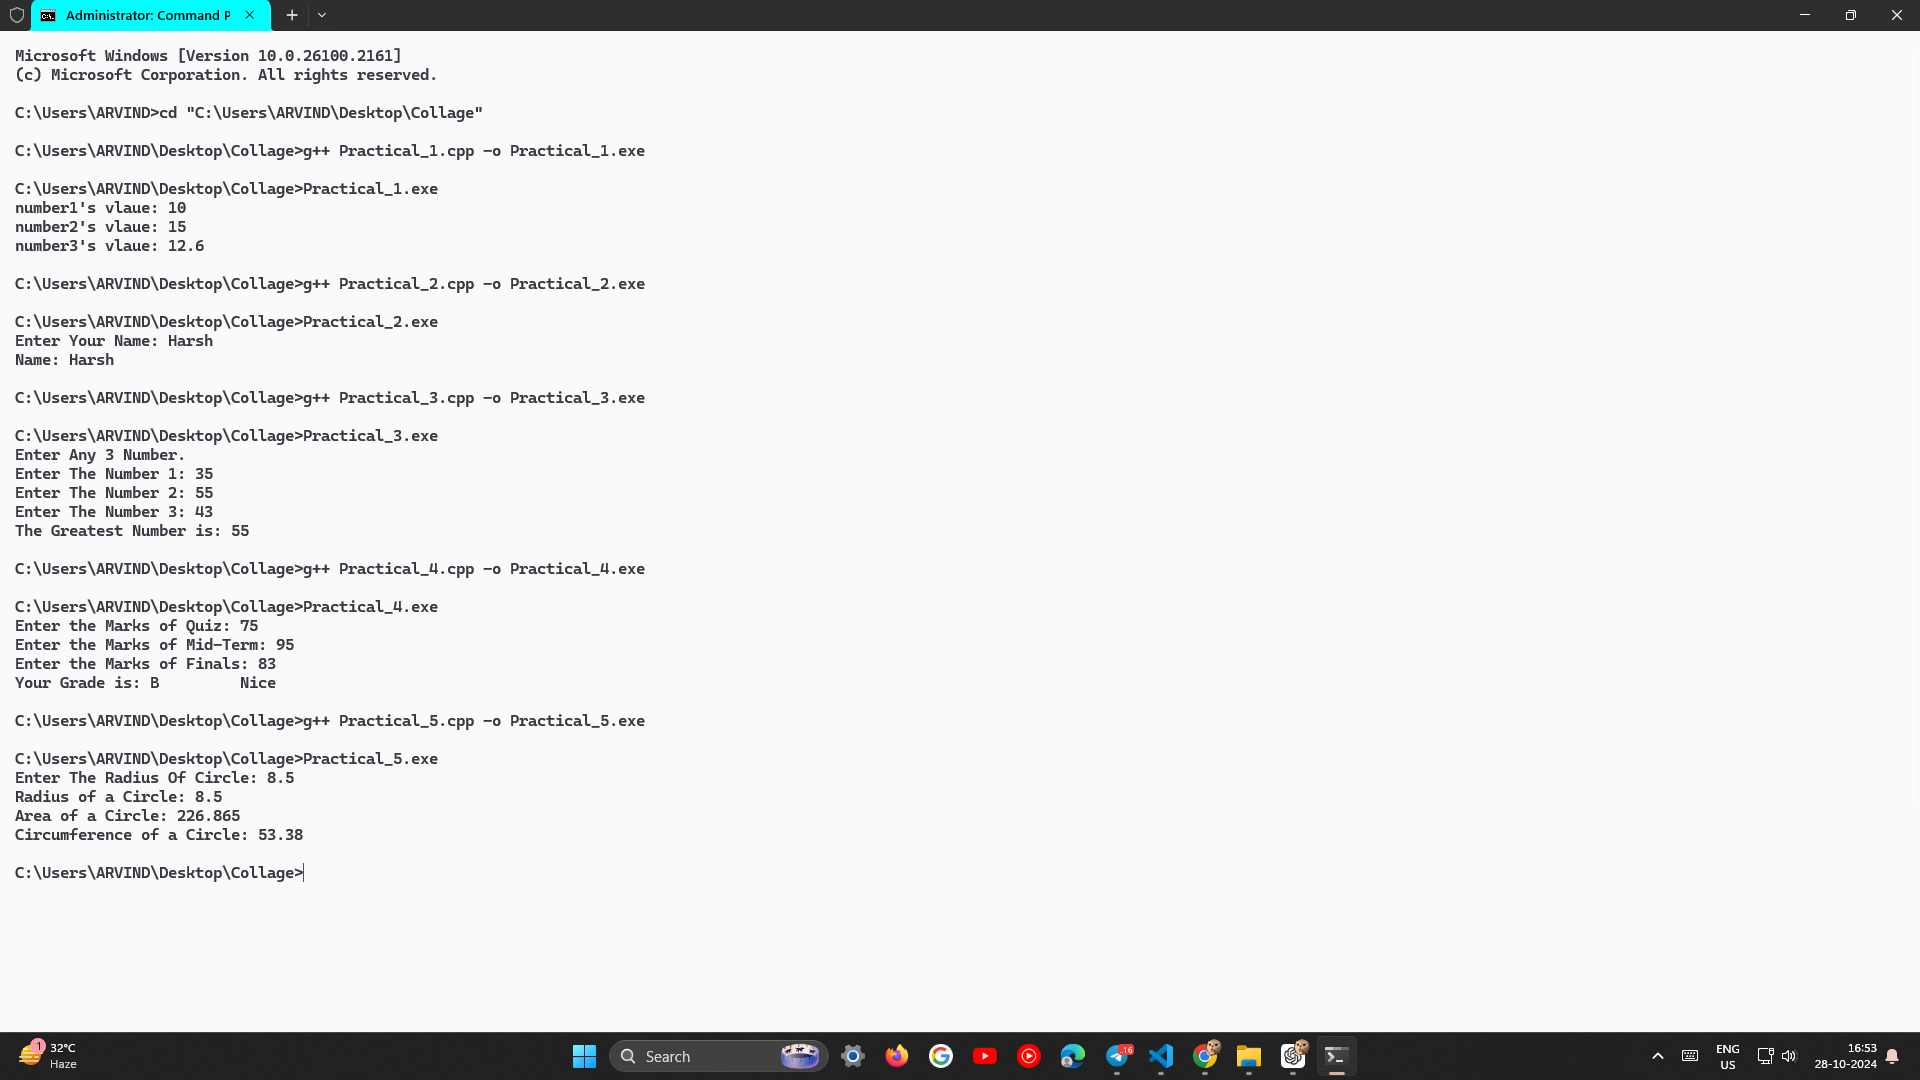 Administrator: Command P
Microsoft Windows [Version 10.0.26100.2161]
(c) Microsoft Corporation. All rights reserved.
C:\Users\ARVIND>cd "C:\Users\ARVIND\Desktop\Collage"
C:\Users\ARVIND\Desktop\Collage>g++ Practical_1.cpp -o Practical_1.exe
C:\Users\ARVIND\Desktop\Collage>Practical_1.exe
number1's vlaue: 10
number2's vlaue: 15
number3's vlaue: 12.6
C:\Users\ARVIND\Desktop\Collage>g++ Practical_2.cpp -o Practical_2.exe
C:\Users\ARVIND\Desktop\Collage>Practical_2.exe
Enter Your Name: Harsh
Name: Harsh
C:\Users\ARVIND\Desktop\Collage>g++ Practical_3.cpp -o Practical_3.exe
C:\Users\ARVIND\Desktop\Collage>Practical_3.exe
Enter Any 3 Number.
Enter The Number 1: 35
Enter The Number 2: 55
Enter The Number 3: 43
The Greatest Number is: 55
C:\Users\ARVIND\Desktop\Collage>g++ Practical_4.cpp -o Practical_4.exe
C:\Users\ARVIND\Desktop\Collage>Practical_4.exe
Enter the Marks of Quiz: 75
Enter the Marks of Mid-Term: 95
Enter the Marks of Finals: 83
Your Grade is: B         Nice
C:\Users\ARVIND\Desktop\Collage>g++ Practical_5.cpp -o Practical_5.exe
C:\Users\ARVIND\Desktop\Collage>Practical_5.exe
Enter The Radius Of Circle: 8.5
Radius of a Circle: 8.5
Area of a Circle: 226.865
Circumference of a Circle: 53.38
C:\Users\ARVIND\Desktop\Collage>
1
32°C
Haze
Search
ENG
US
16:53
28-10-2024